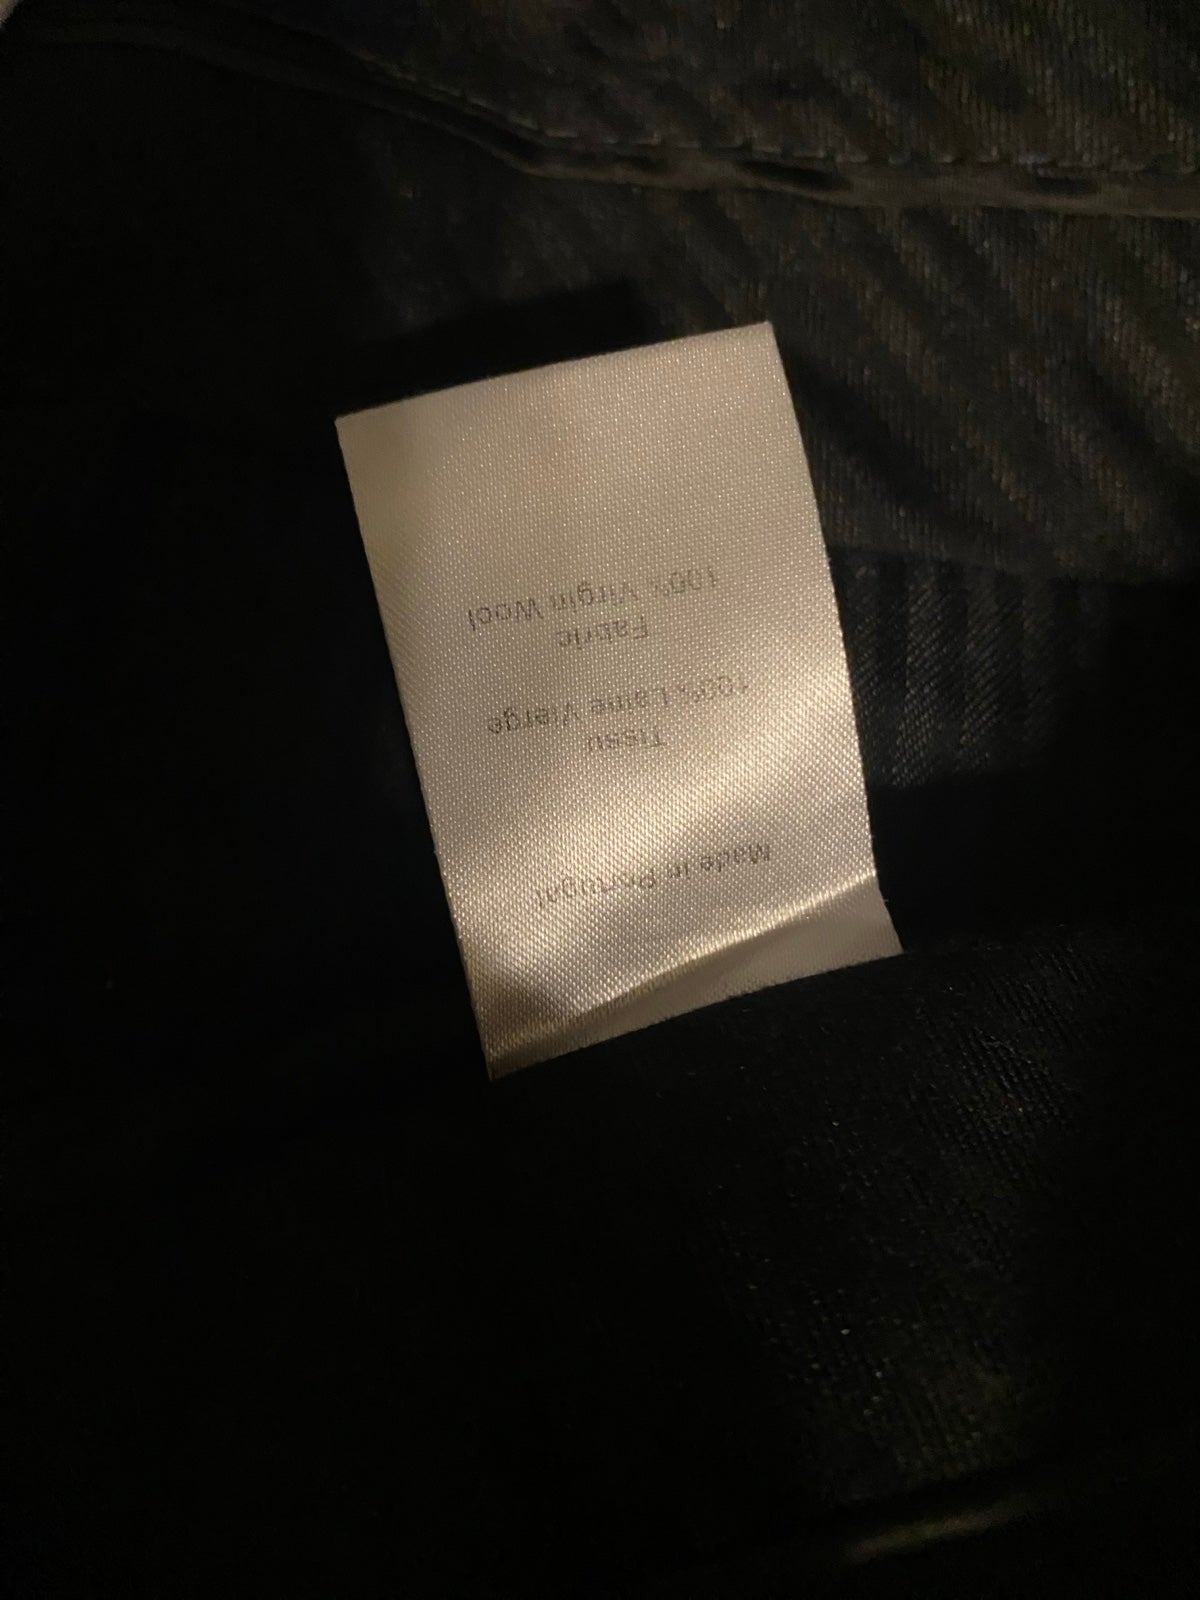 Made in Portugal
Tissu
100% Laine Vierge
Fabric
100% Virgin Wool